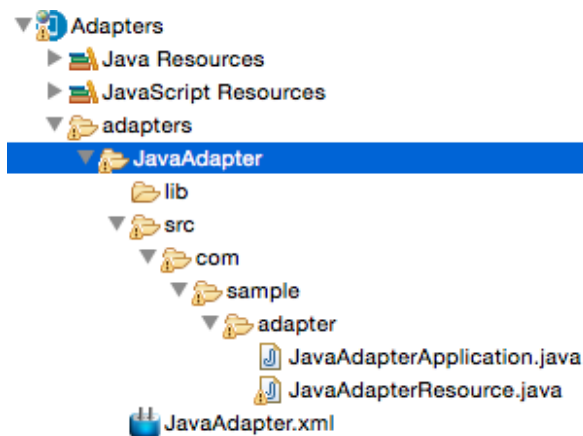 Adapters
Java Resources
JavaScript Resources
adapters
JavaAdapter
lib
src
com
sample
adapter
JavaAdapterApplication.java
JavaAdapterResource.java
JavaAdapter.xml